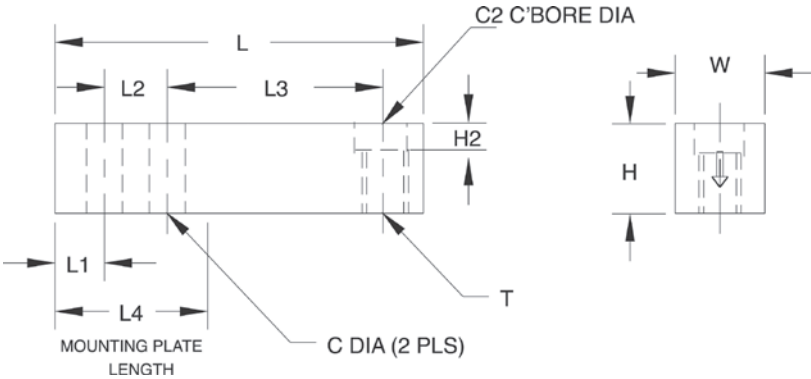 C2 C'BORE DIA
L
W
L2
L3
H2
H
L1
L4
T
MOUNTING PLATE
LENGTH
C DIA (2 PLS)